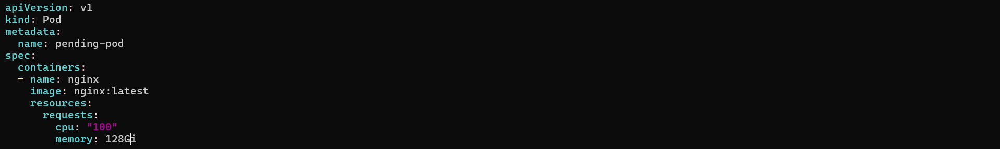 apiVersion: v1
kind: Pod
metadata:
  name: pending-pod
spec:
  containers:
  - name: nginx
    image: nginx:latest
    resources:
      requests:
        cpu: "100"
        memory: 128Gi